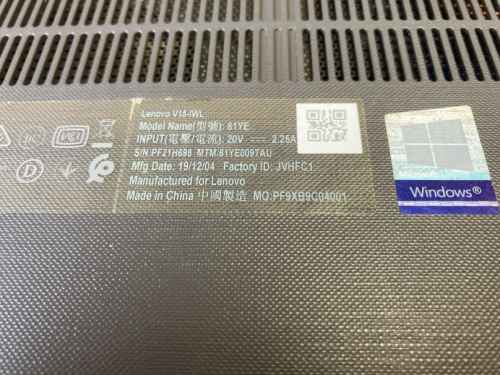 Lenovo V15-IWL
Model Name(型號): 81YE
INPUT(電壓/電流): 20V ⎓ 2.25A
S/N:PF21H698 MTM:81YE0097AU
Mfg Date: 19/12/04 Factory ID: JVHFC1
Manufactured for Lenovo
Made in China 中國製造 MO:PF9XB9C04001
Windows®